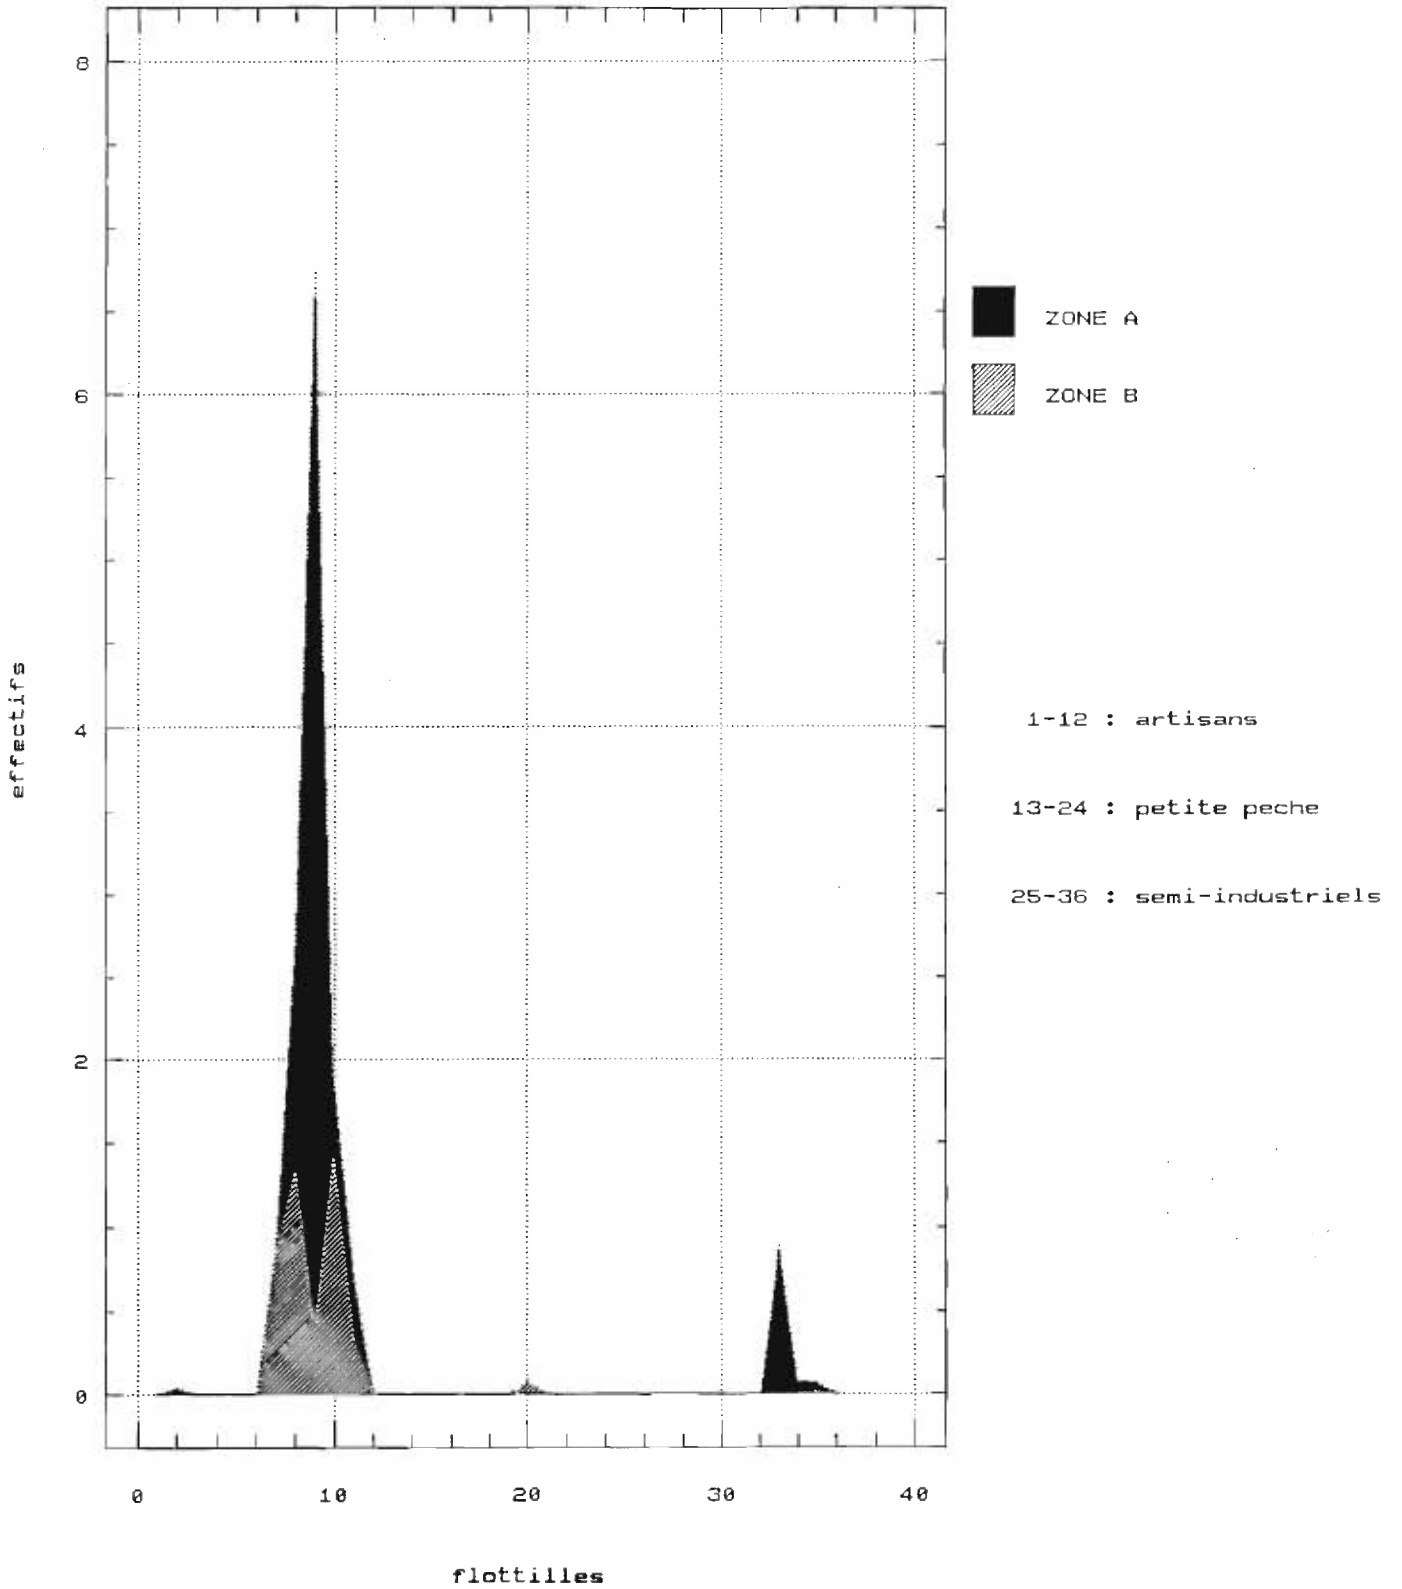 8
6
4
2
0
effectifs
0 10 20 30 40
flottilles
ZONE A
ZONE B
1-12 : artisans
13-24 : petite peche
25-36 : semi-industriels